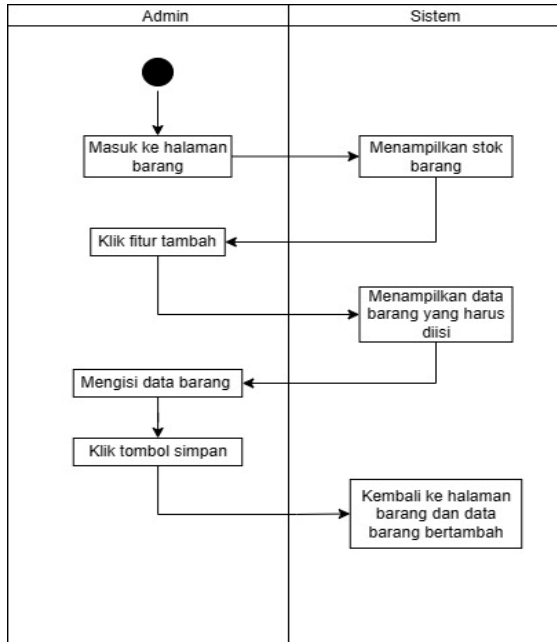 Admin
Sistem
Masuk ke halaman
barang
Menampilkan stok
barang
Klik fitur tambah
Menampilkan data
barang yang harus
diisi
Mengisi data barang
Klik tombol simpan
Kembali ke halaman
barang dan data
barang bertambah